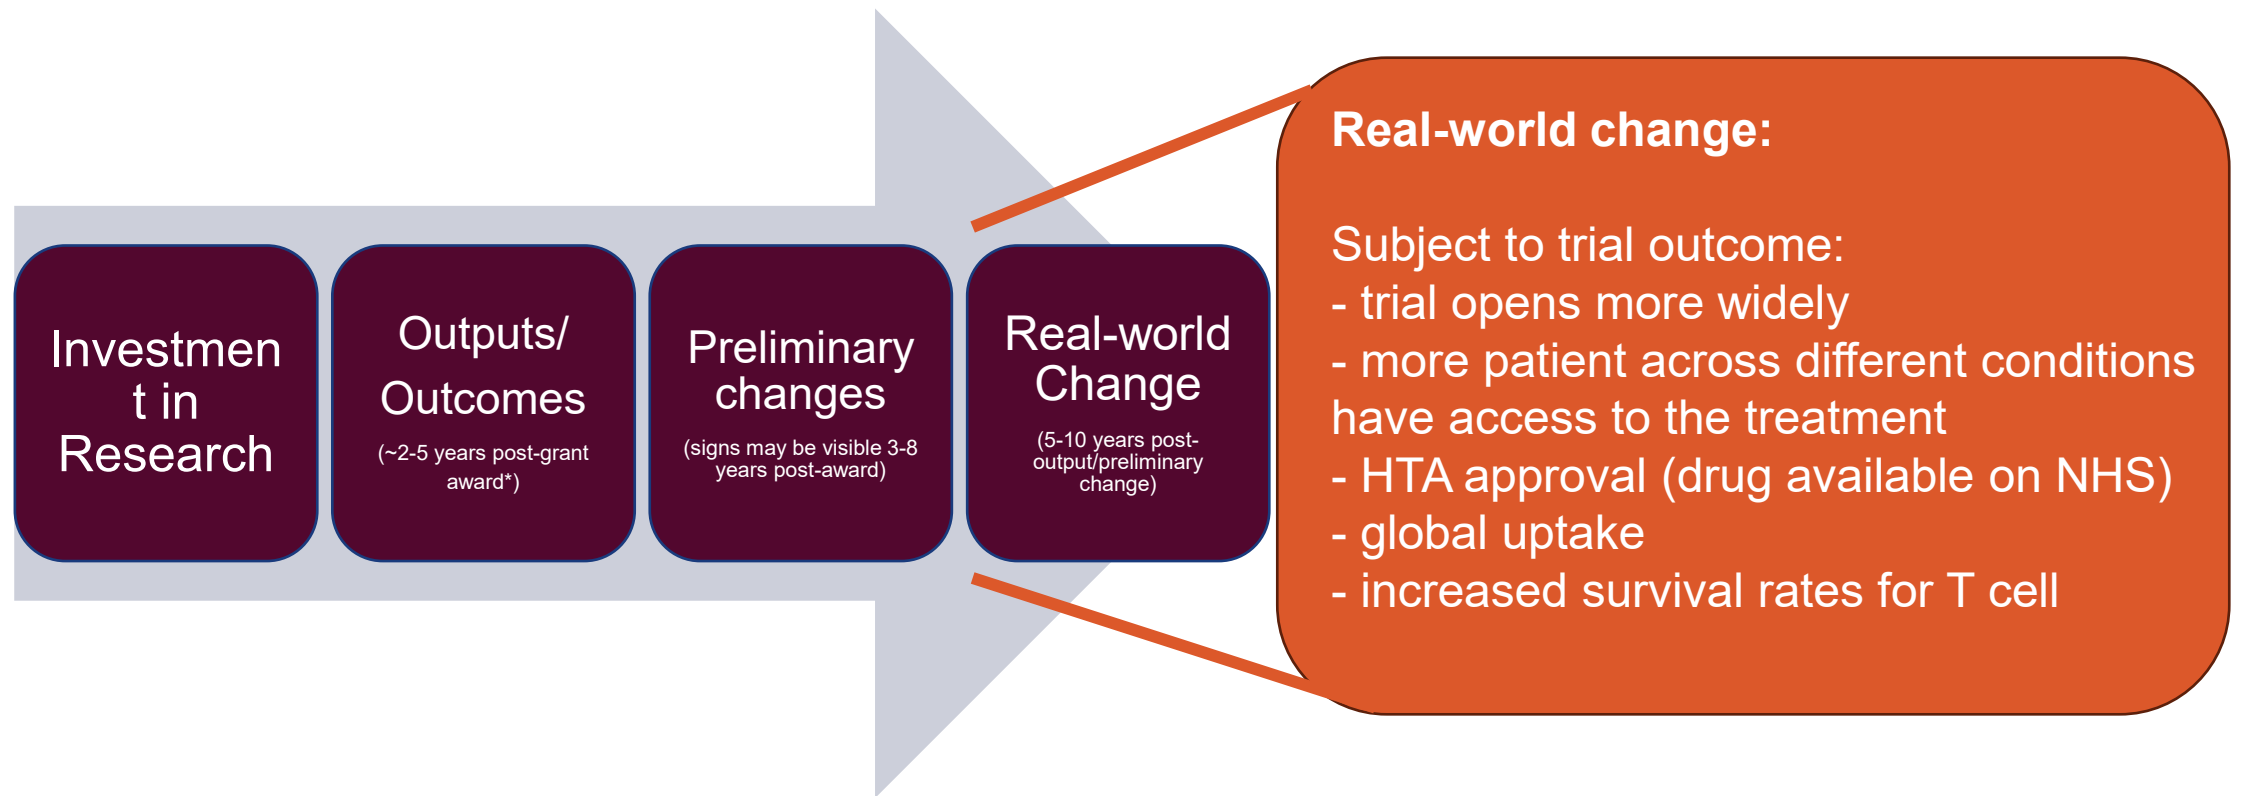 Investmen
t in
Research
Outputs/
Outcomes
(~2-5 years post-grant
award*)
Preliminary
changes
(signs may be visible 3-8
years post-award)
Real-world
Change
(5-10 years post-
output/preliminary
change)
Real-world change:
Subject to trial outcome:
- trial opens more widely
- more patient across different conditions
have access to the treatment
- HTA approval (drug available on NHS)
- global uptake
- increased survival rates for T cell